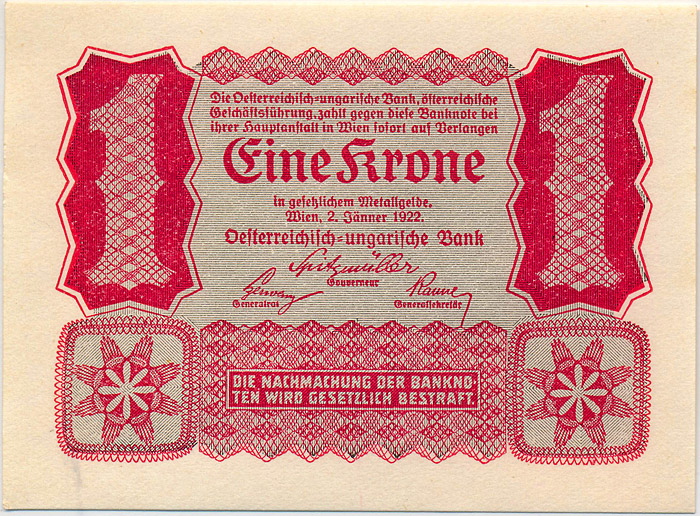 1
1
Die Oesterreichisch-ungarische Bank, österreichische
Geschäftsführung, zahlt gegen diese Banknote bei
ihrer Hauptanstalt in Wien sofort auf Verlangen
Eine Krone
in gesetzlichem Metallgelde.
Wien, 2. Jänner 1922.
Oesterreichisch-ungarische Bank
Spitzmüller
Gouverneur
Generalrat
Generalsekretär
DIE NACHMACHUNG DER BANKNO-
TEN WIRD GESETZLICH BESTRAFT.